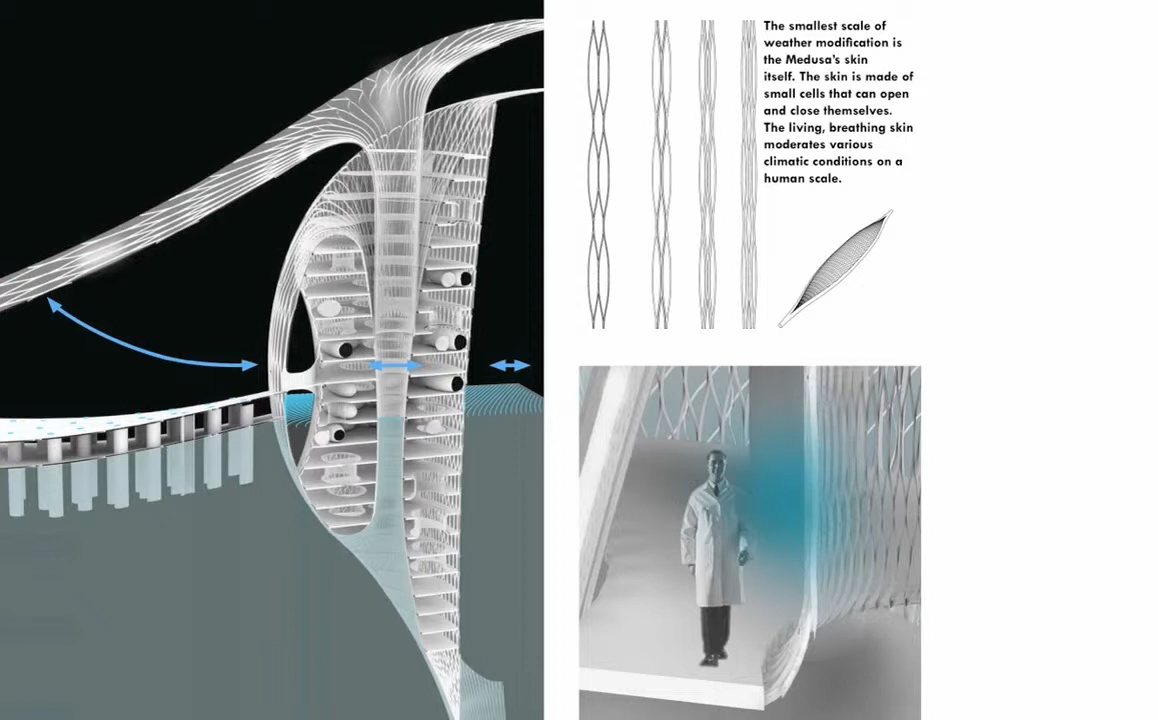 The smallest scale of
weather modification is
the Medusa's skin
itself. The skin is made of
small cells that can open
and close themselves.
The living, breathing skin
moderates various
climatic conditions on a
human scale.